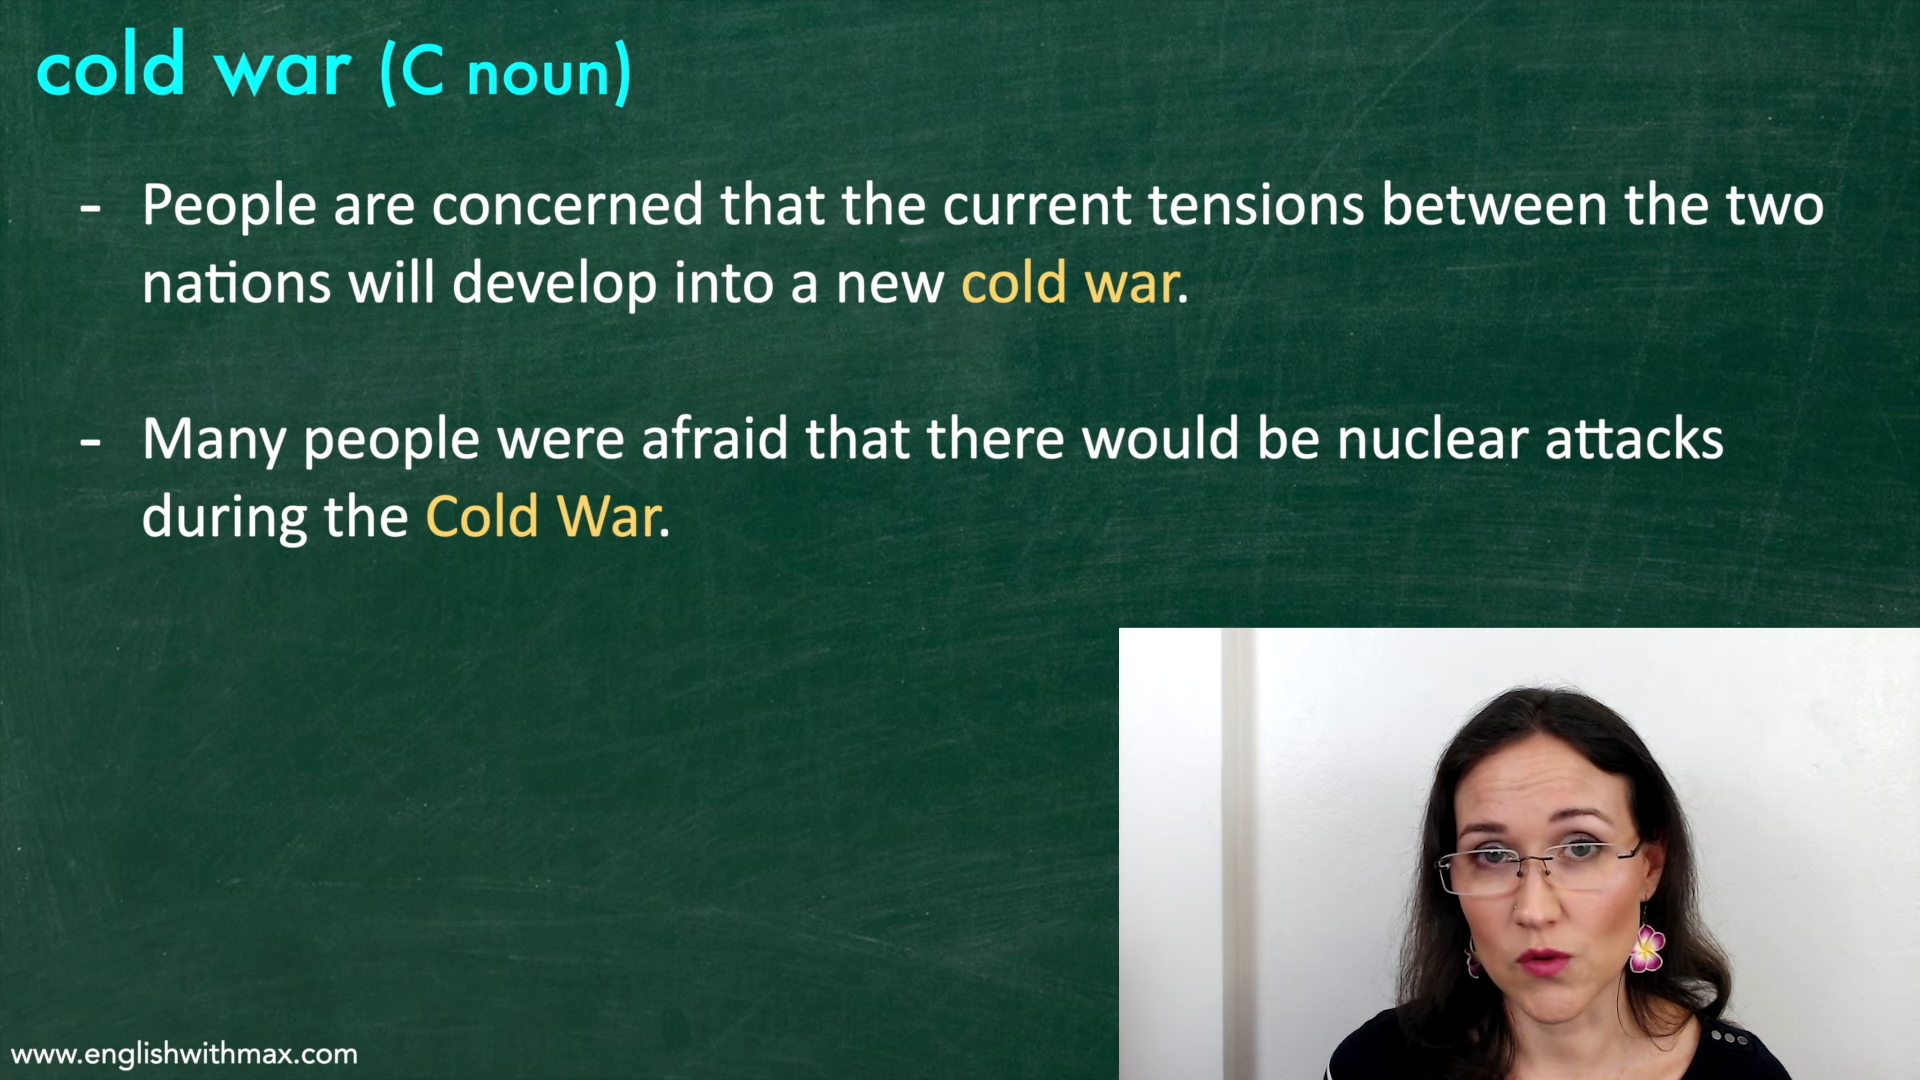 cold war (C noun)
- People are concerned that the current tensions between the two
nations will develop into a new cold war.
- Many people were afraid that there would be nuclear attacks
during the Cold War.
www.englishwithmax.com